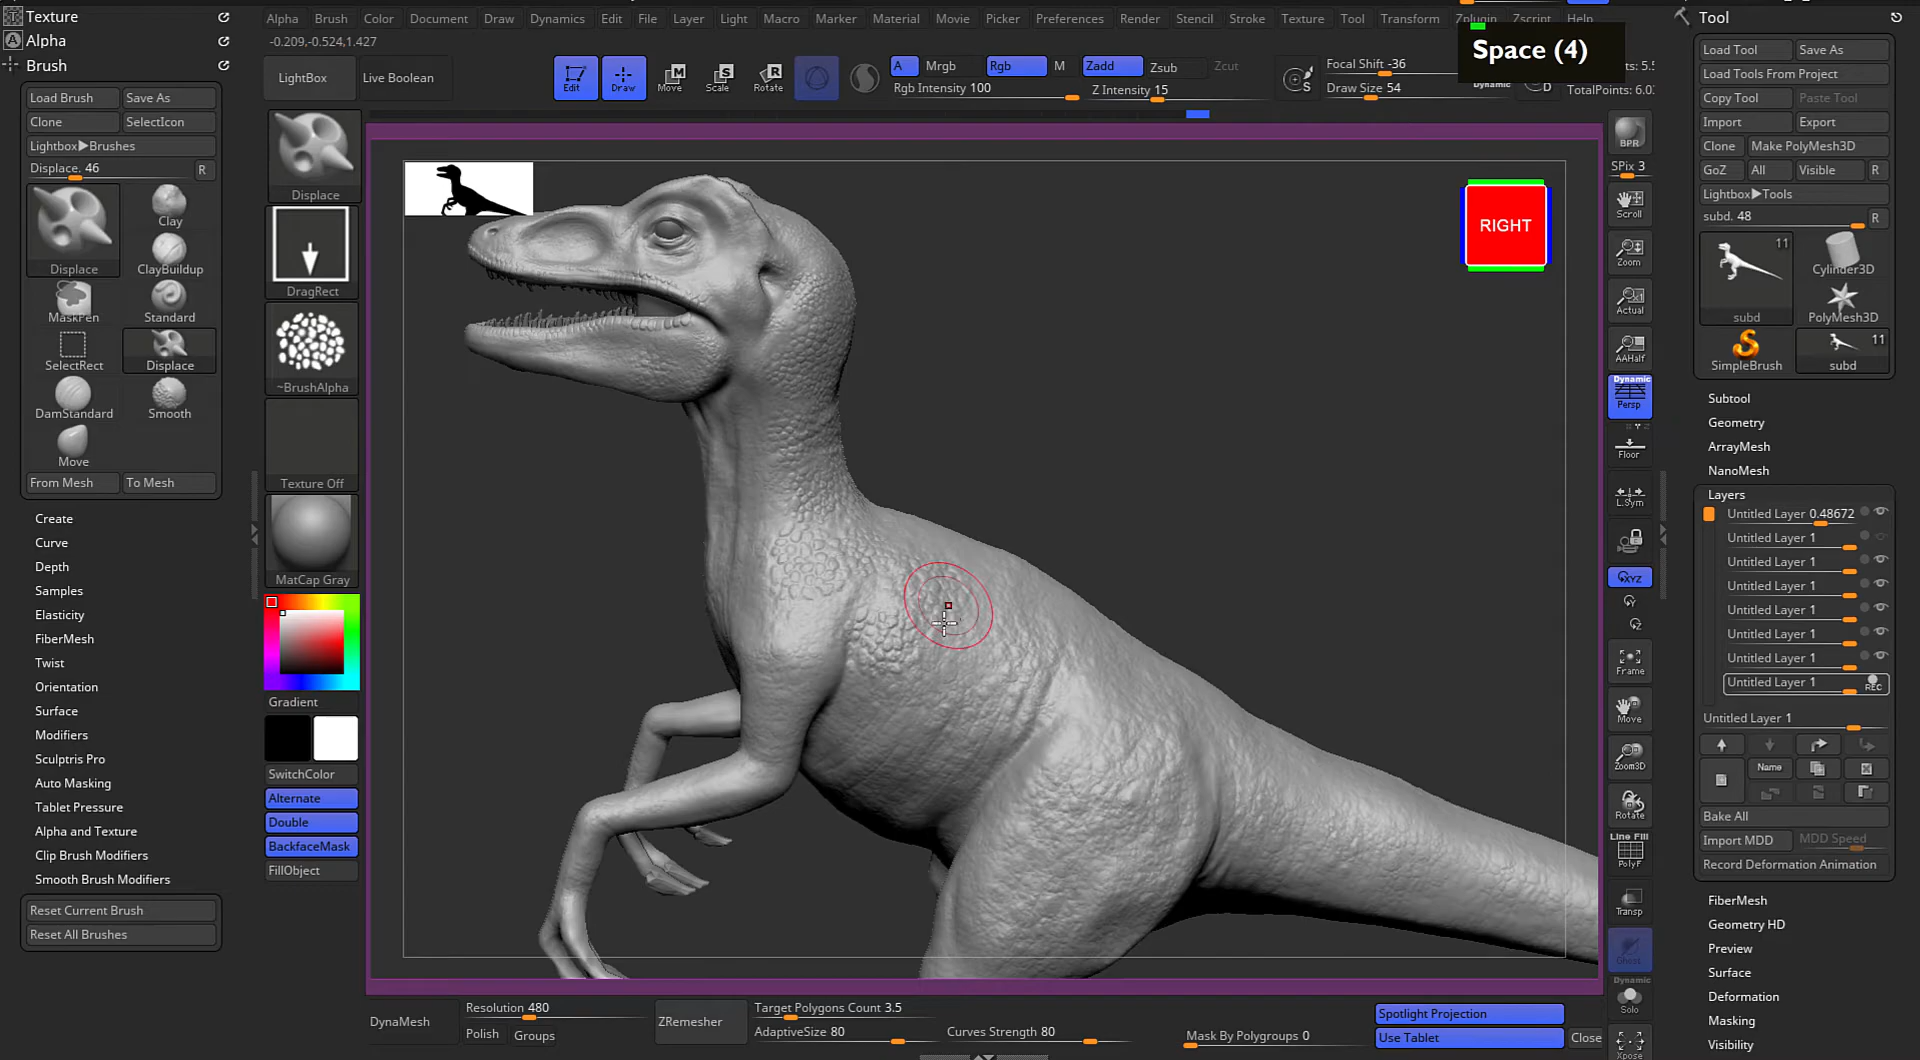 Texture
Alpha
Brush
Load Brush Save As
Clone SelectIcon
Lightbox▶Brushes
Displace. 46 R
Displace Clay
ClayBuildup
MaskPen Standard
SelectRect Displace
DamStandard Smooth
Move
From Mesh To Mesh
Create
Curve
Depth
Samples
Elasticity
FiberMesh
Twist
Orientation
Surface
Modifiers
Sculptris Pro
Auto Masking
Tablet Pressure
Alpha and Texture
Clip Brush Modifiers
Smooth Brush Modifiers
Reset Current Brush
Reset All Brushes
Alpha Brush Color Document Draw Dynamics Edit File Layer Light Macro Marker Material Movie Picker Preferences Render Stencil Stroke Texture Tool Transform Zplugin Zscript Help
-0.209,-0.524,1.427
LightBox Live Boolean
Edit Draw Move Scale Rotate
A Mrgb Rgb M Zadd Zsub Zcut
Rgb Intensity 100 Z Intensity 15
S
Focal Shift -36
Draw Size 54
Dynamic
D
Space (4)
TotalPoints: 6.0
Displace
DragRect
~BrushAlpha
Texture Off
MatCap Gray
Gradient
SwitchColor
Alternate
Double
BackfaceMask
FillObject
RIGHT
BPR
SPix 3
Scroll
Zoom
Actual
AAHalf
Dynamic
Persp
Floor
L.Sym
XYZ
Y
Z
Frame
Move
Zoom3D
Rotate
Line Fill
PolyF
Transp
Ghost
Dynamic
Solo
Xpose
DynaMesh
Resolution 480
Polish Groups
ZRemesher
Target Polygons Count 3.5
AdaptiveSize 80 Curves Strength 80
Mask By Polygroups 0
Spotlight Projection
Use Tablet
Close
Tool
Load Tool Save As
Load Tools From Project
Copy Tool Paste Tool
Import Export
Clone Make PolyMesh3D
GoZ All Visible R
Lightbox▶Tools
subd. 48 R
11
subd Cylinder3D
PolyMesh3D
SimpleBrush 11
subd
Subtool
Geometry
ArrayMesh
NanoMesh
Layers
Untitled Layer 0.48672
Untitled Layer 1
Untitled Layer 1
Untitled Layer 1
Untitled Layer 1
Untitled Layer 1
Untitled Layer 1
Untitled Layer 1 REC
Untitled Layer 1
Name
Bake All
Import MDD MDD Speed
Record Deformation Animation
FiberMesh
Geometry HD
Preview
Surface
Deformation
Masking
Visibility